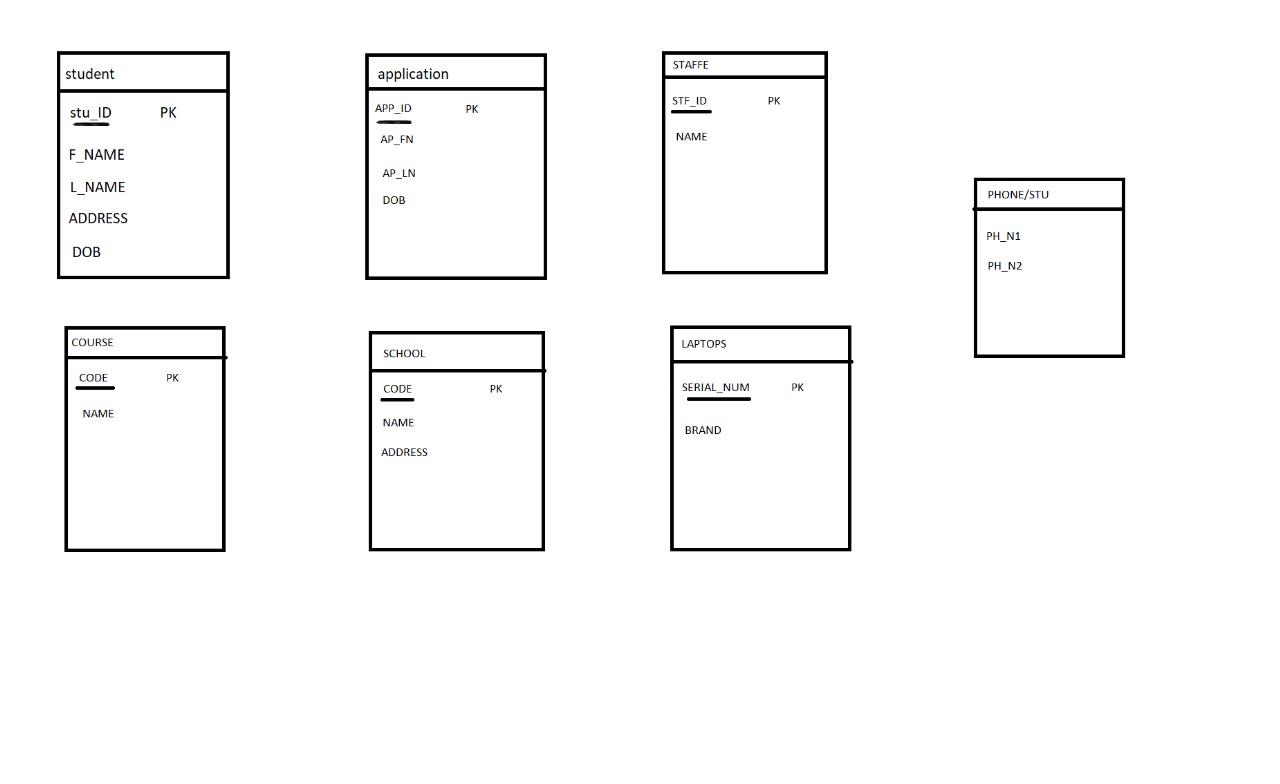 student
stu_ID PK
F_NAME
L_NAME
ADDRESS
DOB
application
APP_ID PK
AP_FN
AP_LN
DOB
STAFFE
STF_ID PK
NAME
PHONE/STU
PH_N1
PH_N2
COURSE
CODE PK
NAME
SCHOOL
CODE PK
NAME
ADDRESS
LAPTOPS
SERIAL_NUM PK
BRAND